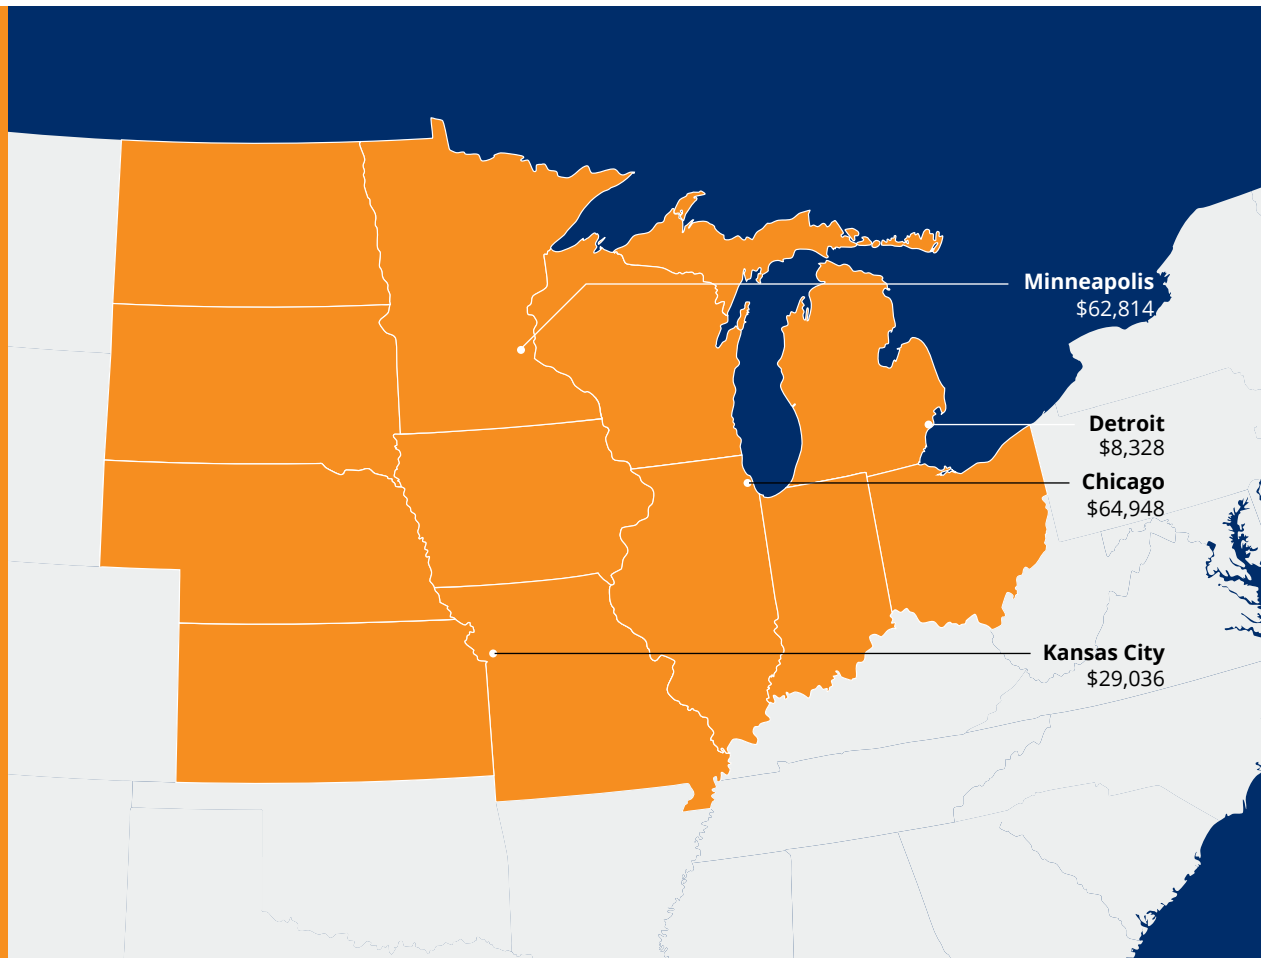 Minneapolis
$62,814
Detroit
$8,328
Chicago
$64,948
Kansas City
$29,036